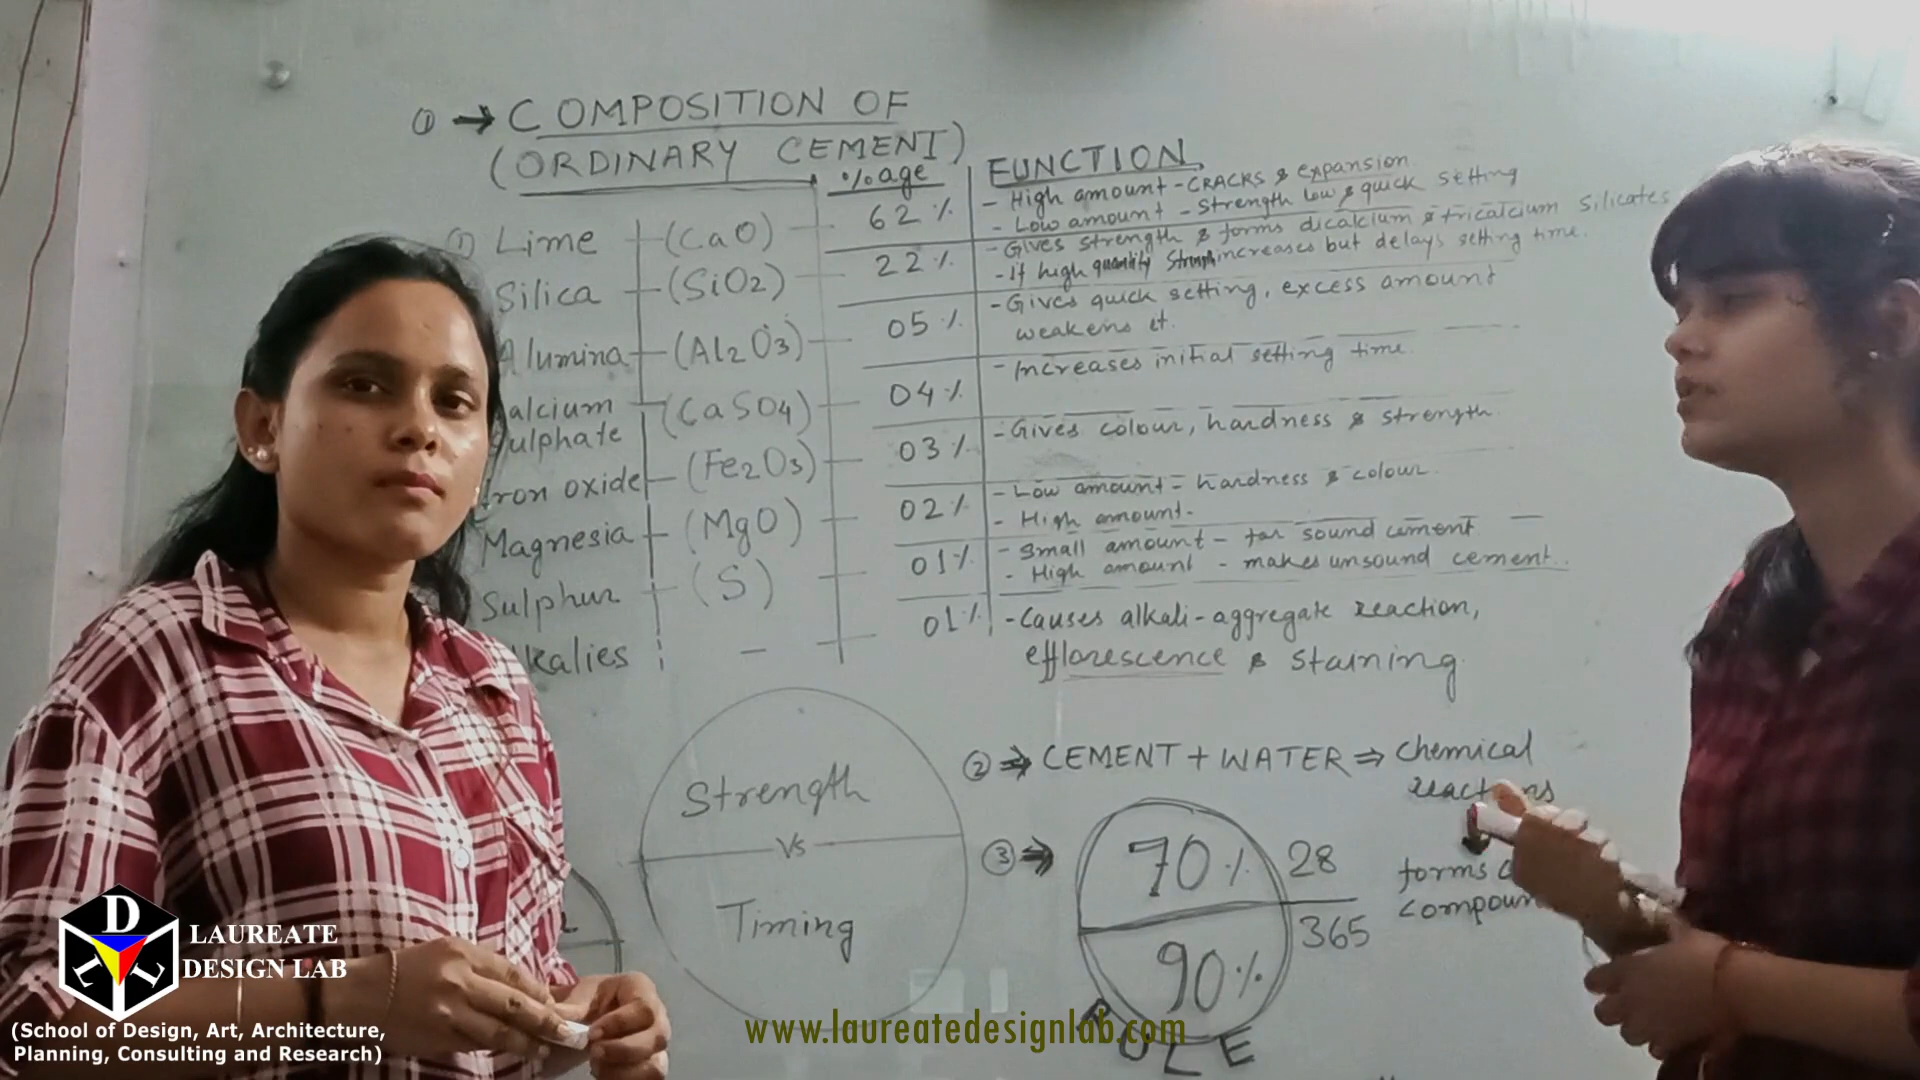 ① → COMPOSITION OF
(ORDINARY CEMENT)
%age
FUNCTION
① Lime (CaO) 62%
- High amount - CRACKS & expansion
- Low amount - Strength low & quick setting
Silica (SiO2) 22%
- Gives strength & forms dicalcium & tricalcium silicates
- If high quantity increases but delays setting time.
Alumina (Al2O3) 05%
- Gives quick setting, excess amount
weakens it.
alcium
Sulphate (CaSO4) 04%
- Increases initial setting time.
Iron oxide (Fe2O3) 03%
- Gives colour, hardness & strength.
Magnesia (MgO) 02%
- Low amount - hardness & colour
- High amount -
Sulphur (S) 01%
- Small amount - for sound cement
- High amount - makes unsound cement.
lkalies - 01%
- Causes alkali-aggregate reaction,
efflorescence & staining
Strength
Vs
Timing
② ⇒ CEMENT + WATER ⇒ Chemical
③ ⇒
70% 28
90% 365
forms
ROLE
D
L L
LAUREATE
DESIGN LAB
(School of Design, Art, Architecture,
Planning, Consulting and Research)
www.laureatedesignlab.com